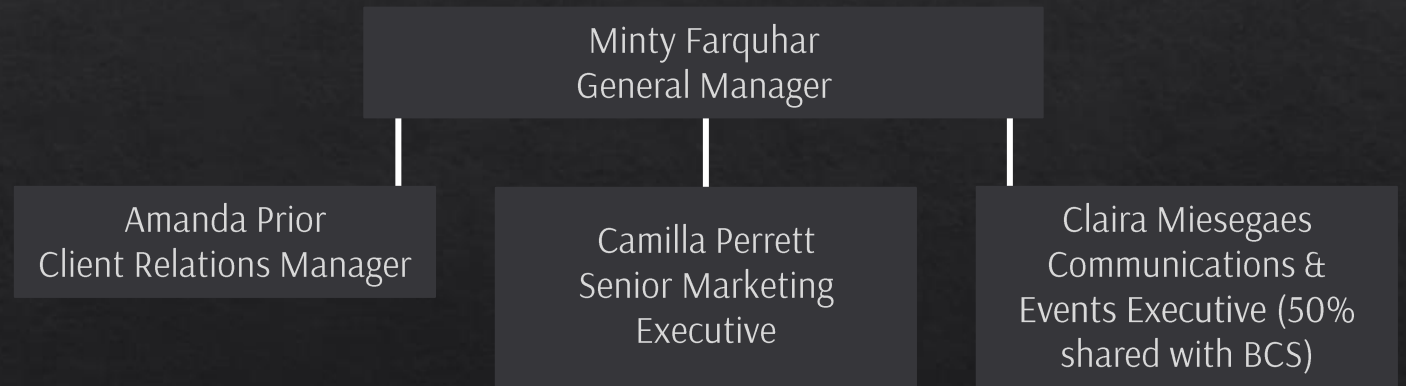 Minty Farquhar
General Manager
Amanda Prior
Client Relations Manager
Camilla Perrett
Senior Marketing
Executive
Claira Miesegaes
Communications &
Events Executive (50%
shared with BCS)